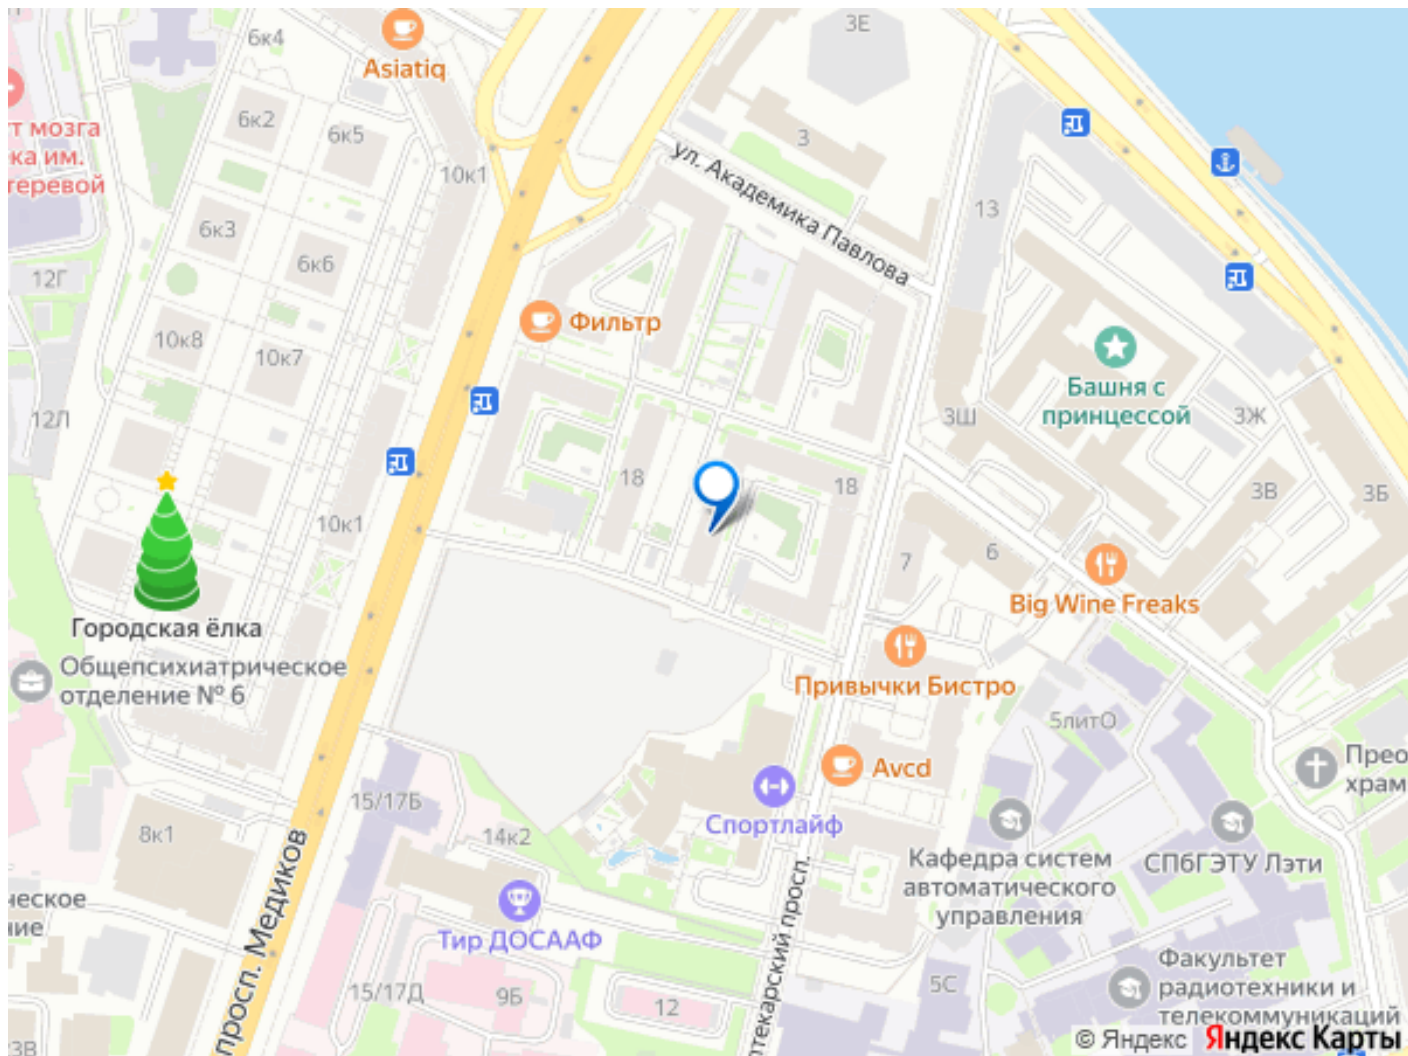 6к4
Asiatiq
3Е
6к2
6к5
3
т мозга
ка им.
геревой
10к1
ул. Академика Павлова
13
6к3
6к6
12Г
Фильтр
10к8
10к7
Башня с
принцессой
12Л
3Ш
3Ж
18
18
3В
3Б
10к1
7
6
Big Wine Freaks
Городская ёлка
Общепсихиатрическое
отделение № 6
Привычки Бистро
5литО
Avcd
Прео
храм
15/17Б
8к1
14к2
Спортлайф
Кафедра систем
автоматического
управления
СПбГЭТУ Лэти
просп. Медиков
ческое
ние
Тир ДОСААФ
птекарский просп.
15/17Д
9Б
12
5С
Факультет
радиотехники и
телекоммуникаций
23В
© Яндекс Яндекс Карты